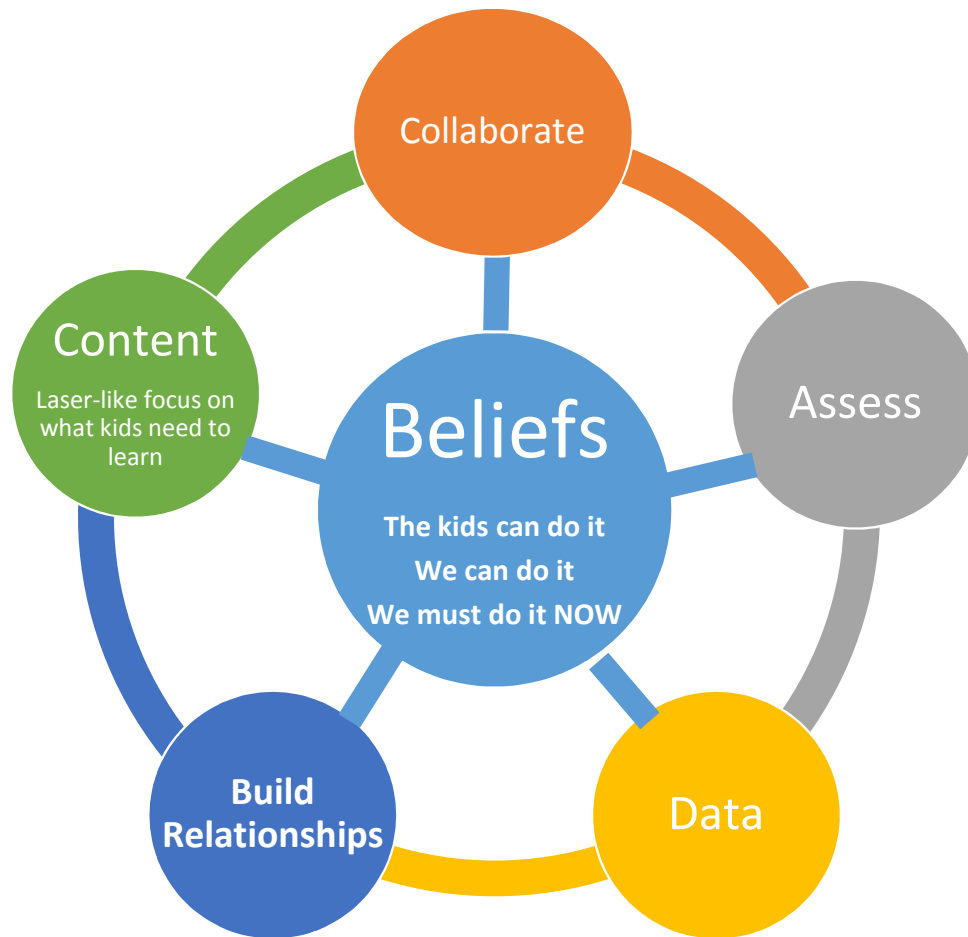 Collaborate
Content
Laser-like focus on
what kids need to
learn
Beliefs
The kids can do it
We can do it
We must do it NOW
Assess
Build
Relationships
Data